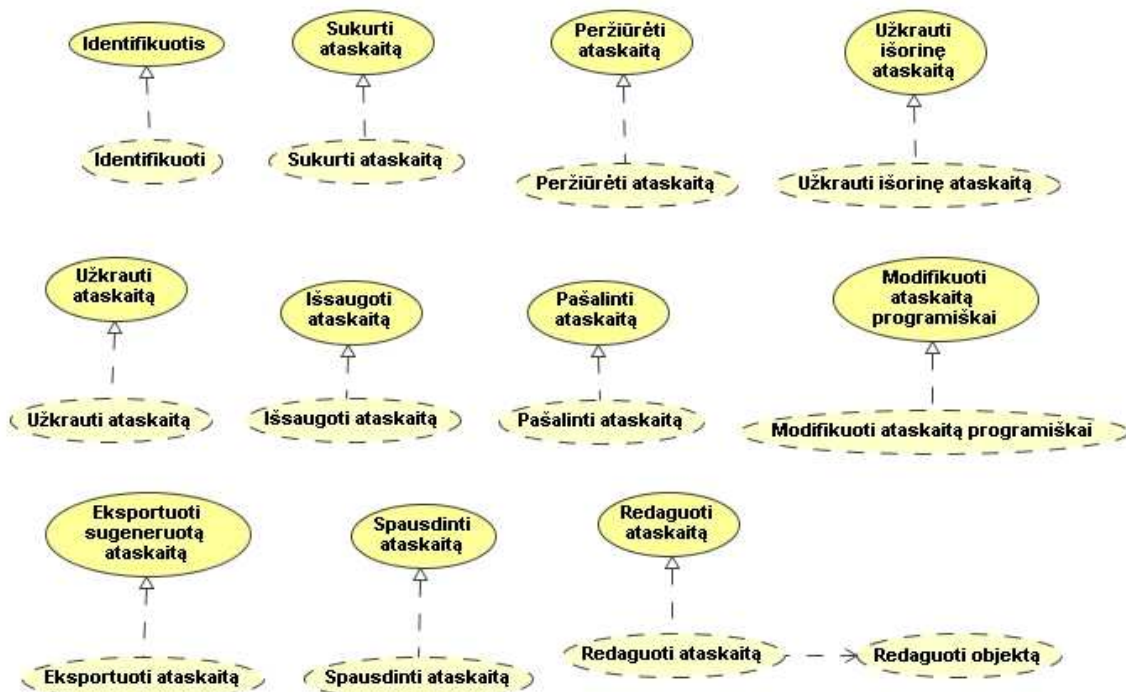 Identifikuotis
Sukurti
ataskaitą
Peržiūrėti
ataskaitą
Užkrauti
išorinę
ataskaitą
Identifikuoti
Sukurti ataskaitą
Peržiūrėti ataskaitą
Užkrauti išorinę ataskaitą
Užkrauti
ataskaitą
Išsaugoti
ataskaitą
Pašalinti
ataskaitą
Modifikuoti
ataskaitą
programiškai
Užkrauti ataskaitą
Išsaugoti ataskaitą
Pašalinti ataskaitą
Modifikuoti ataskaitą programiškai
Eksportuoti
sugeneruotą
ataskaitą
Spausdinti
ataskaitą
Redaguoti
ataskaitą
Eksportuoti ataskaitą
Spausdinti ataskaitą
Redaguoti ataskaitą
Redaguoti objektą